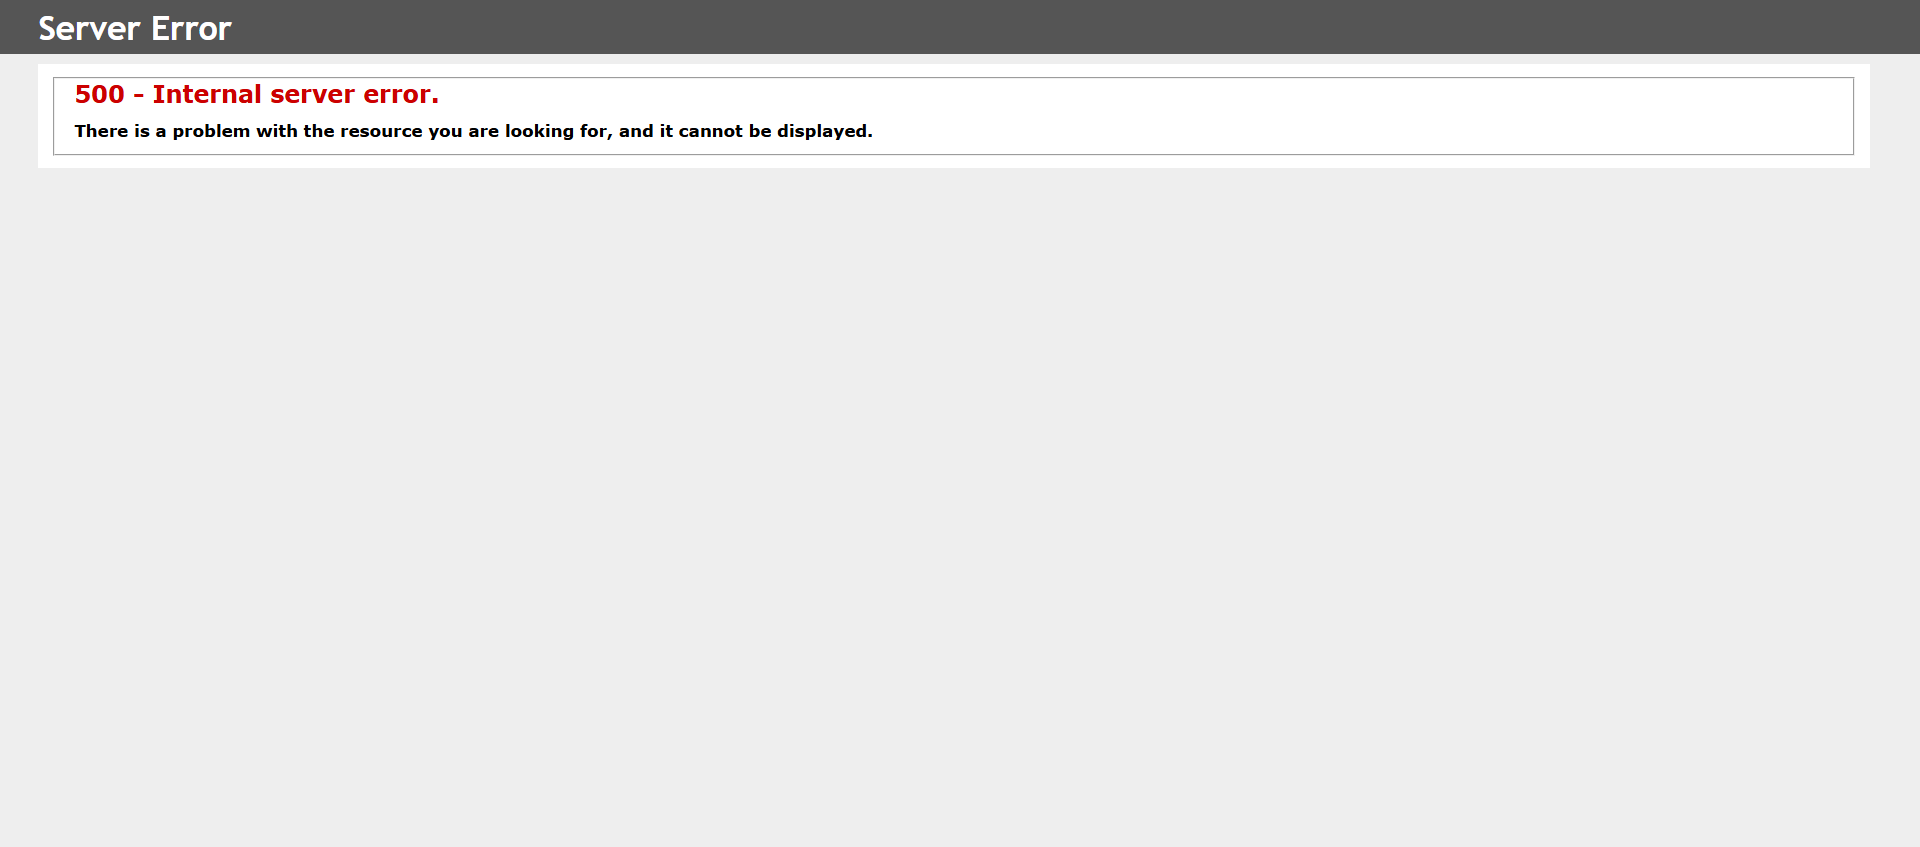 Server Error
500 - Internal server error.
There is a problem with the resource you are looking for, and it cannot be displayed.